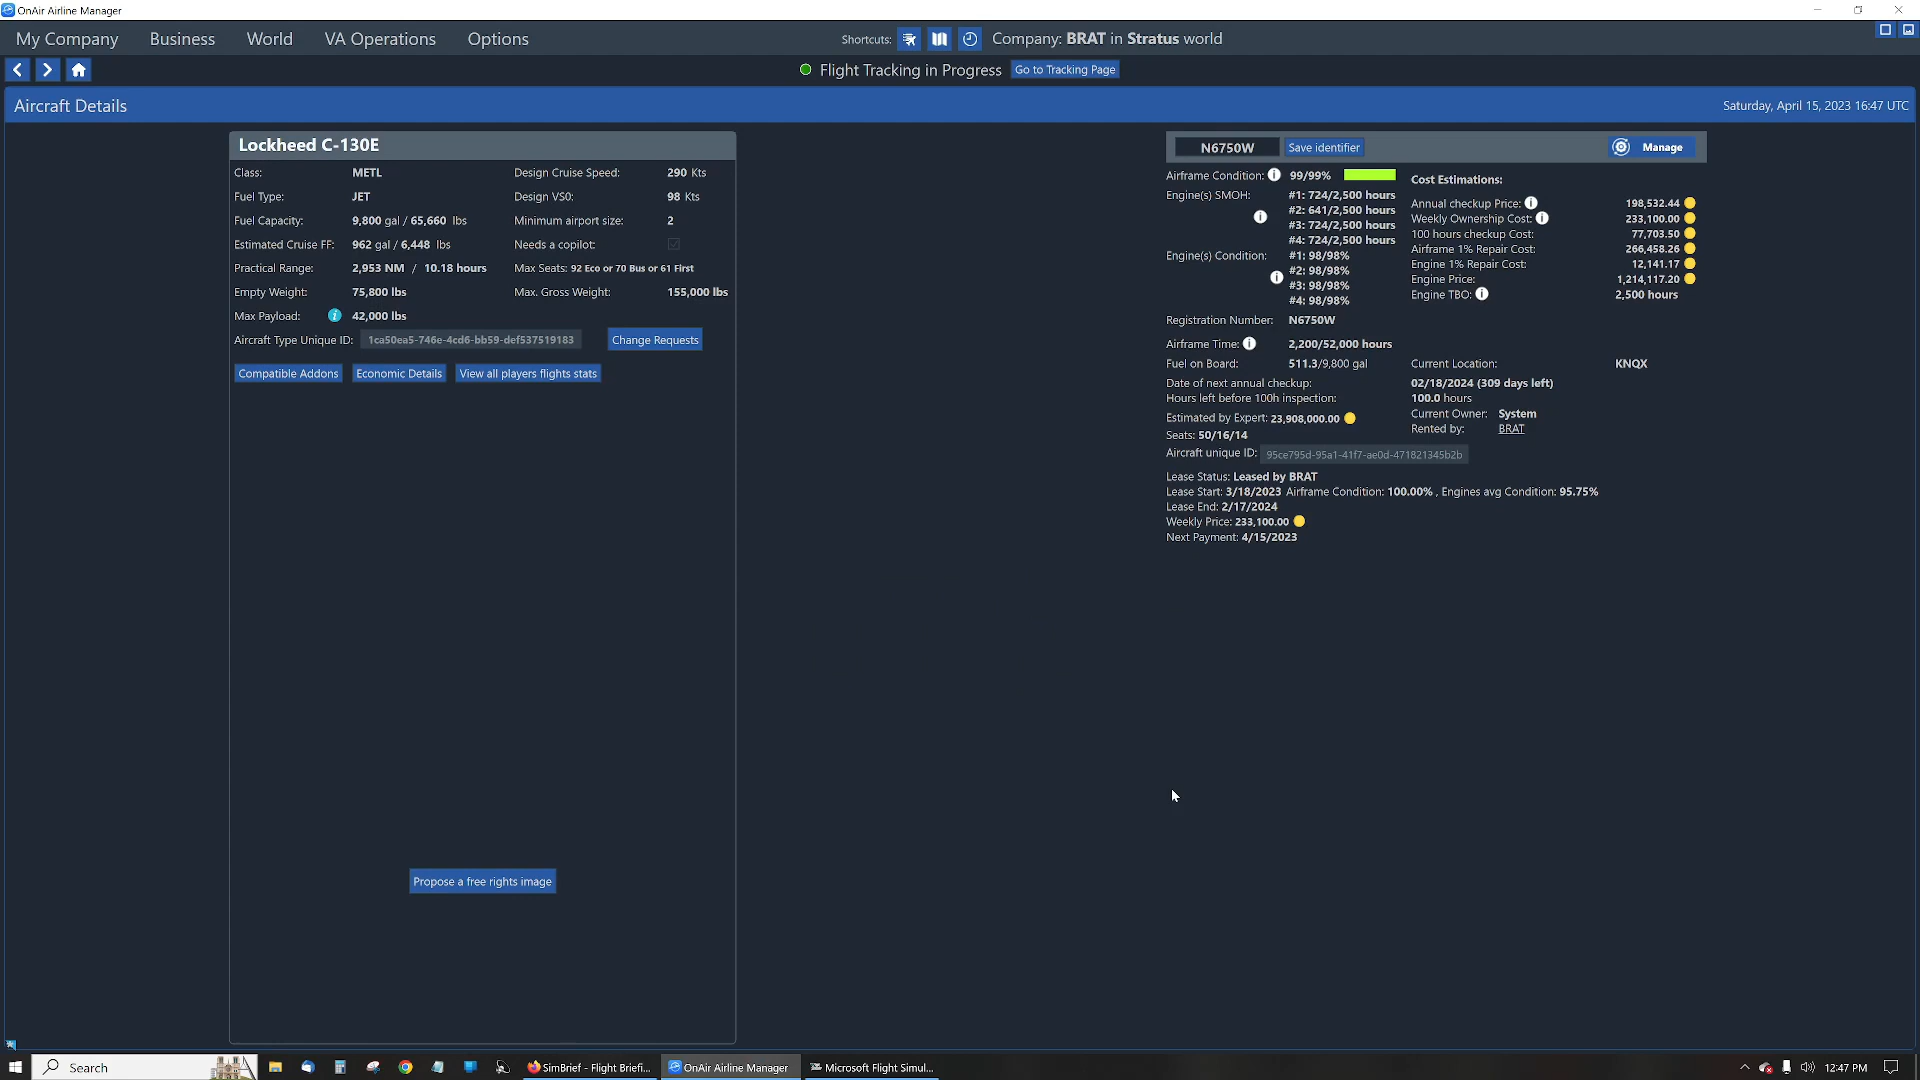 OnAir Airline Manager
My Company Business World VA Operations Options Shortcuts: Company: BRAT in Stratus world
Flight Tracking in Progress Go to Tracking Page
Aircraft Details Saturday, April 15, 2023 16:47 UTC
Lockheed C-130E
Class: METL Design Cruise Speed: 290 Kts
Fuel Type: JET Design VS0: 98 Kts
Fuel Capacity: 9,800 gal / 65,660 lbs Minimum airport size: 2
Estimated Cruise FF: 962 gal / 6,448 lbs Needs a copilot:
Practical Range: 2,953 NM / 10.18 hours Max Seats: 92 Eco or 70 Bus or 61 First
Empty Weight: 75,800 lbs Max. Gross Weight: 155,000 lbs
Max Payload: 42,000 lbs
Aircraft Type Unique ID: 1ca50ea5-746e-4cd6-bb59-def537519183 Change Requests
Compatible Addons Economic Details View all players flights stats
Propose a free rights image
N6750W Save identifier Manage
Airframe Condition: 99/99%
Engine(s) SMOH: #1: 724/2,500 hours
#2: 641/2,500 hours
#3: 724/2,500 hours
#4: 724/2,500 hours
Engine(s) Condition: #1: 98/98%
#2: 98/98%
#3: 98/98%
#4: 98/98%
Cost Estimations:
Annual checkup Price: 198,532.44
Weekly Ownership Cost: 233,100.00
100 hours checkup Cost: 77,703.50
Airframe 1% Repair Cost: 266,458.26
Engine 1% Repair Cost: 12,141.17
Engine Price: 1,214,117.20
Engine TBO: 2,500 hours
Registration Number: N6750W
Airframe Time: 2,200/52,000 hours
Fuel on Board: 511.3/9,800 gal Current Location: KNQX
Date of next annual checkup: 02/18/2024 (309 days left)
Hours left before 100h inspection: 100.0 hours
Estimated by Expert: 23,908,000.00 Current Owner: System
Seats: 50/16/14 Rented by: BRAT
Aircraft unique ID: 95ce795d-95a1-41f7-ae0d-471821345b2b
Lease Status: Leased by BRAT
Lease Start: 3/18/2023 Airframe Condition: 100.00% , Engines avg Condition: 95.75%
Lease End: 2/17/2024
Weekly Price: 233,100.00
Next Payment: 4/15/2023
Search SimBrief - Flight Briefi... OnAir Airline Manager Microsoft Flight Simul... 12:47 PM